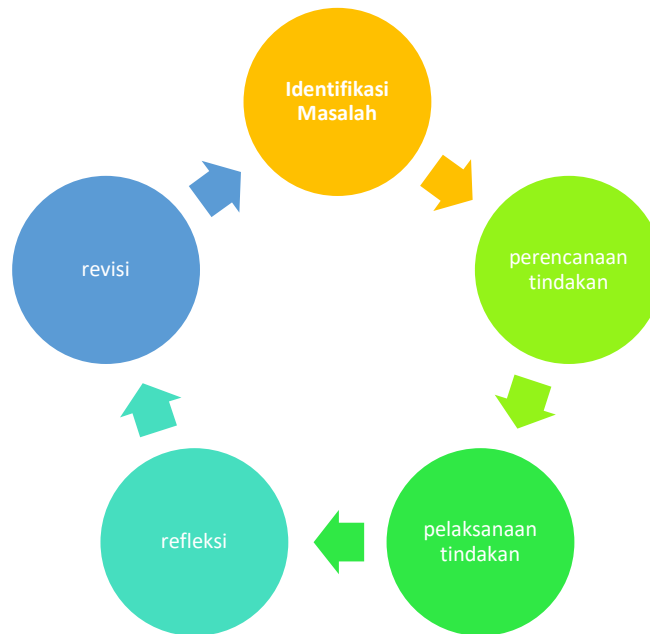 Identifikasi
Masalah
perencanaan
tindakan
pelaksanaan
tindakan
refleksi
revisi